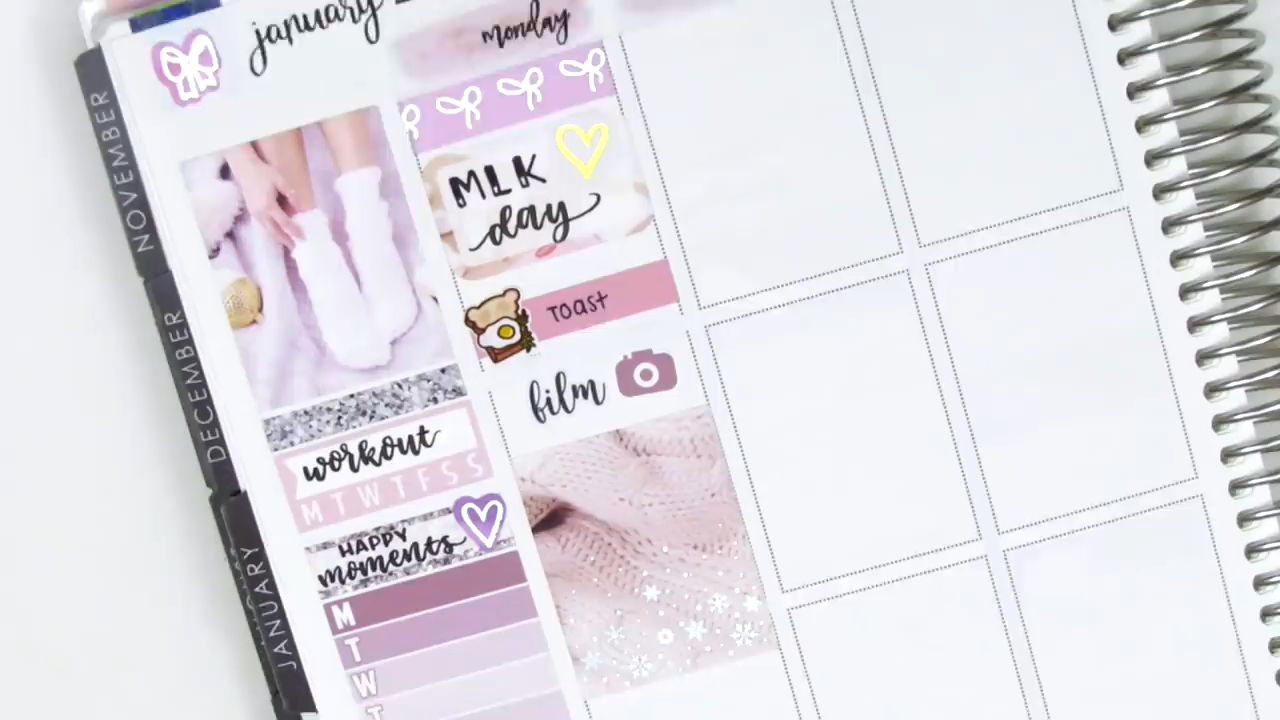 january
monday
MLK
day
Toast
film
workout
M T W T F S S
HAPPY
moments
M
T
W
T
NOVEMBER
DECEMBER
JANUARY